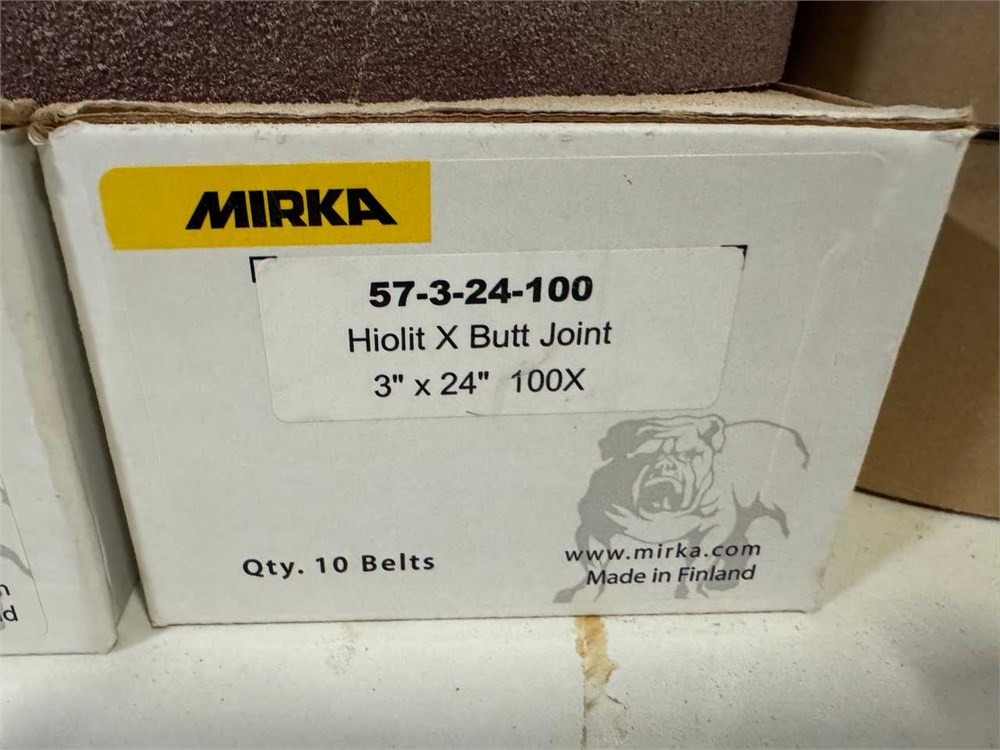 MIRKA
57-3-24-100
Hiolit X Butt Joint
3" x 24" 100X
Qty. 10 Belts
www.mirka.com
Made in Finland